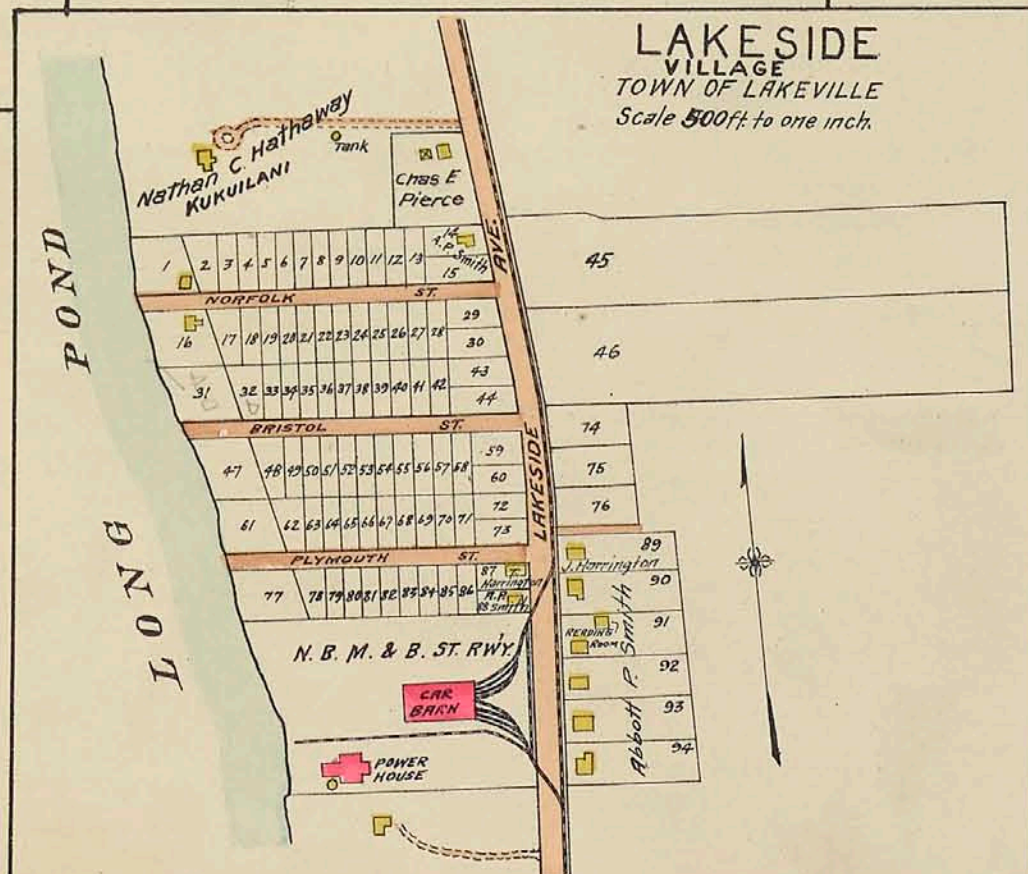 LAKESIDE
VILLAGE
TOWN OF LAKEVILLE
Scale 500ft. to one inch.
Nathan C. Hathaway
KUKUILANI
Tank
Chas E
Pierce
LONG POND
LAKESIDE AVE.
1 2 3 4 5 6 7 8 9 10 11 12 13
14
A.P.
Smith
15
45
NORFOLK ST.
16 17 18 19 20 21 22 23 24 25 26 27 28
29
30
46
31 32 33 34 35 36 37 38 39 40 41 42
43
44
BRISTOL ST.
74
75
76
47 48 49 50 51 52 53 54 55 56 57 58
59
60
61 62 63 64 65 66 67 68 69 70 71
72
73
PLYMOUTH ST.
77 78 79 80 81 82 83 84 85 86
87
Harrington
A.P.
88 Smith
89
J. Harrington
90
91
READING
ROOM
92
93
94
Abbott P. Smith
N. B. M. & B. ST. RWY
CAR
BARN
POWER
HOUSE